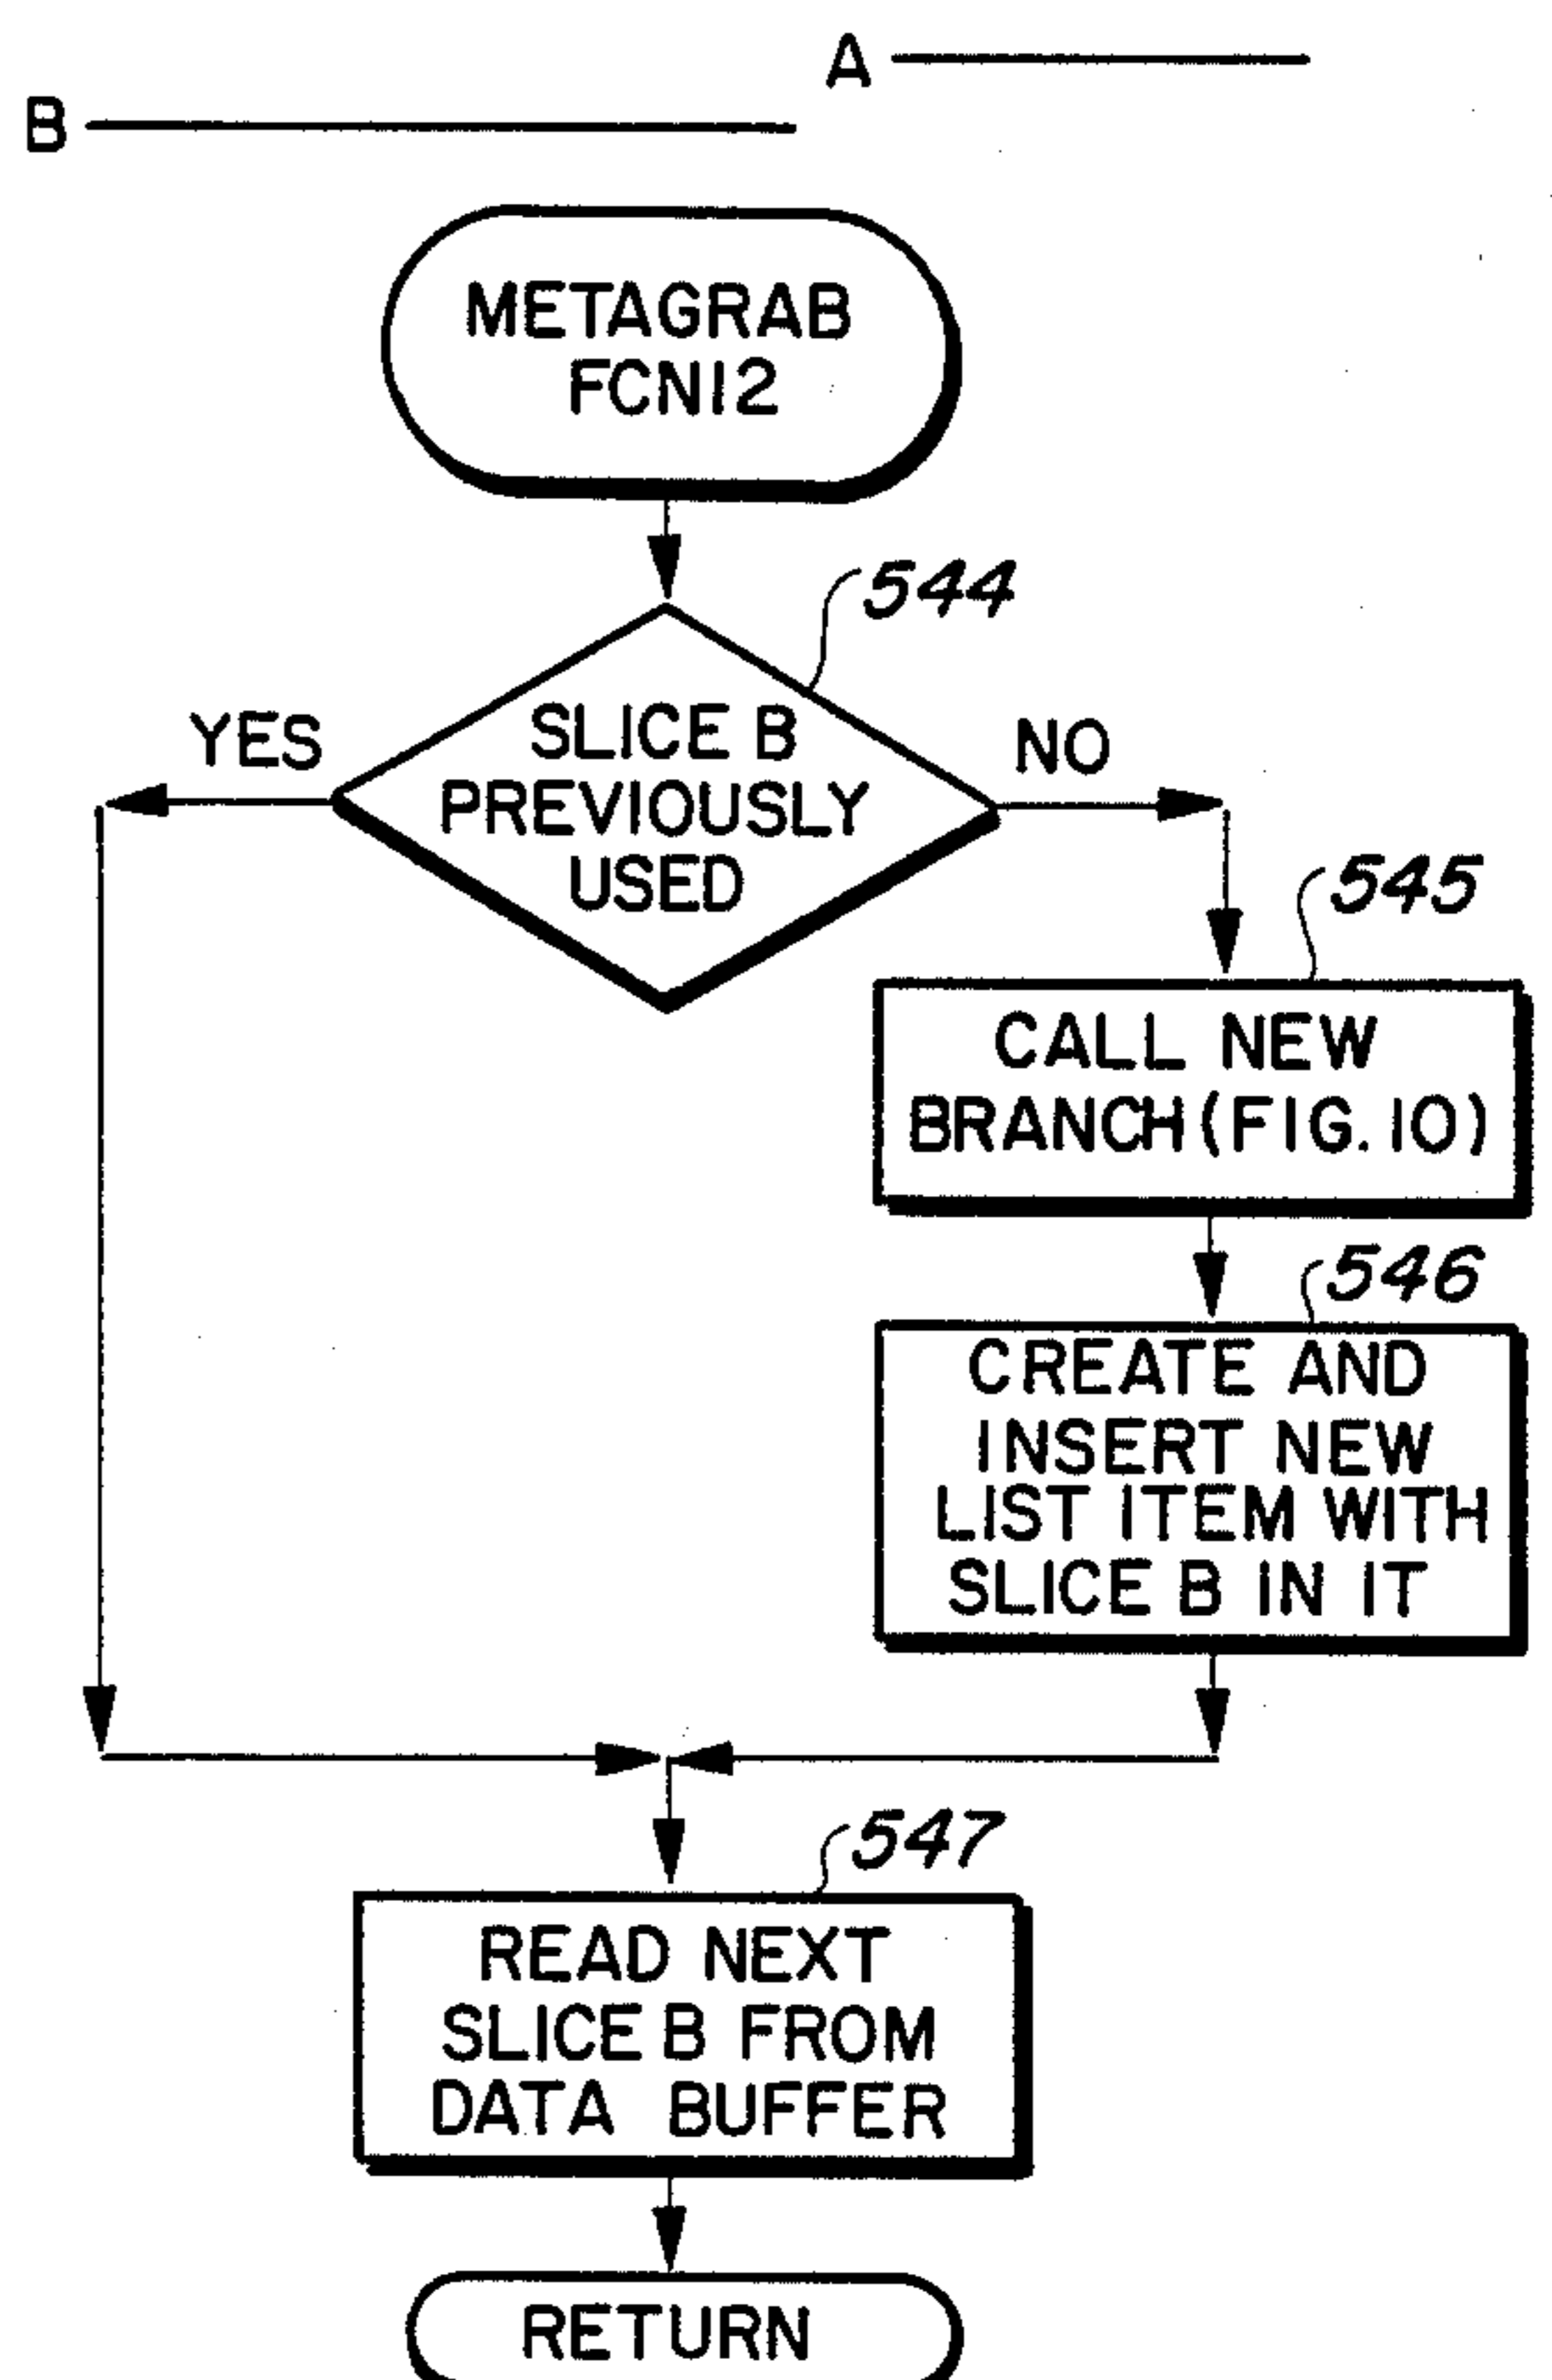 A
B
METAGRAB
FCN12
544
YES
SLICE B
PREVIOUSLY
USED
NO
545
CALL NEW
BRANCH (FIG. 10)
546
CREATE AND
INSERT NEW
LIST ITEM WITH
SLICE B IN IT
547
READ NEXT
SLICE B FROM
DATA BUFFER
RETURN